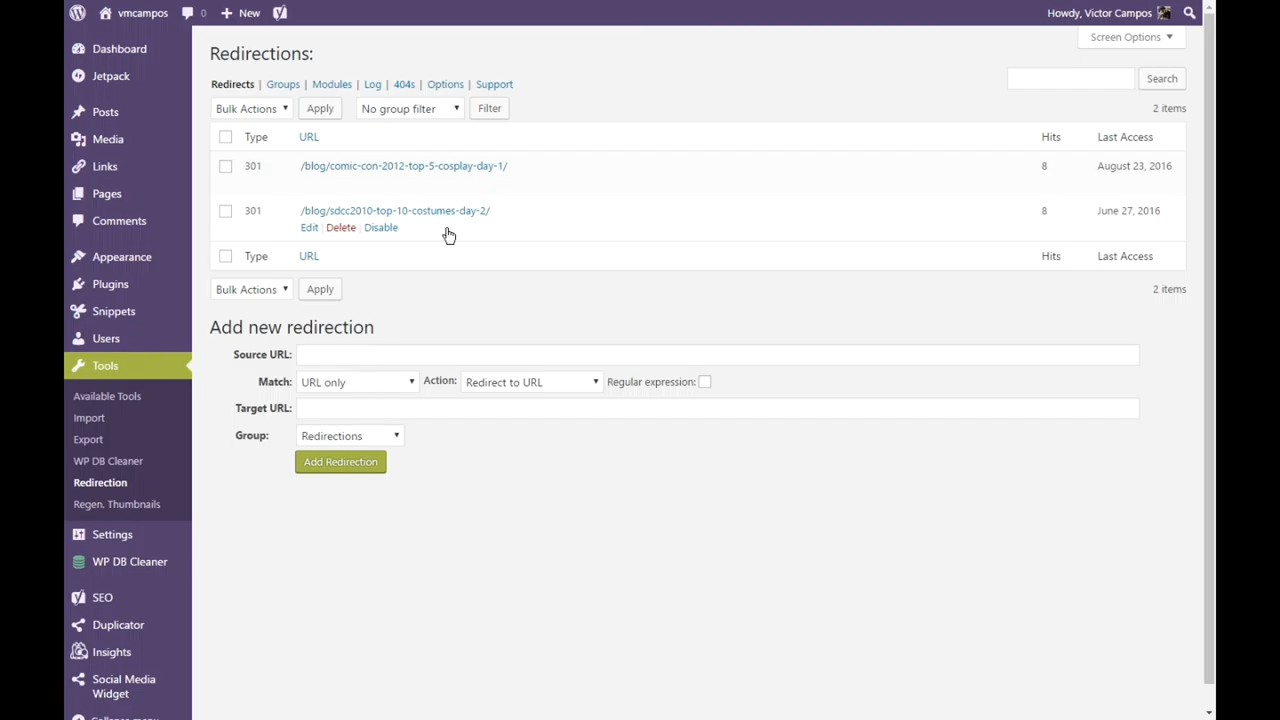 vmcampos 0 New Howdy, Victor Campos
Dashboard
Jetpack
Posts
Media
Links
Pages
Comments
Appearance
Plugins
Snippets
Users
Tools
Available Tools
Import
Export
WP DB Cleaner
Redirection
Regen. Thumbnails
Settings
WP DB Cleaner
SEO
Duplicator
Insights
Social Media
Widget
Collapse menu
Screen Options
Redirections:
Redirects | Groups | Modules | Log | 404s | Options | Support
Search
Bulk Actions Apply No group filter Filter 2 items
Type URL Hits Last Access
301 /blog/comic-con-2012-top-5-cosplay-day-1/ 8 August 23, 2016
301 /blog/sdcc2010-top-10-costumes-day-2/ 8 June 27, 2016
Edit | Delete | Disable
Type URL Hits Last Access
Bulk Actions Apply 2 items
Add new redirection
Source URL:
Match: URL only Action: Redirect to URL Regular expression:
Target URL:
Group: Redirections
Add Redirection